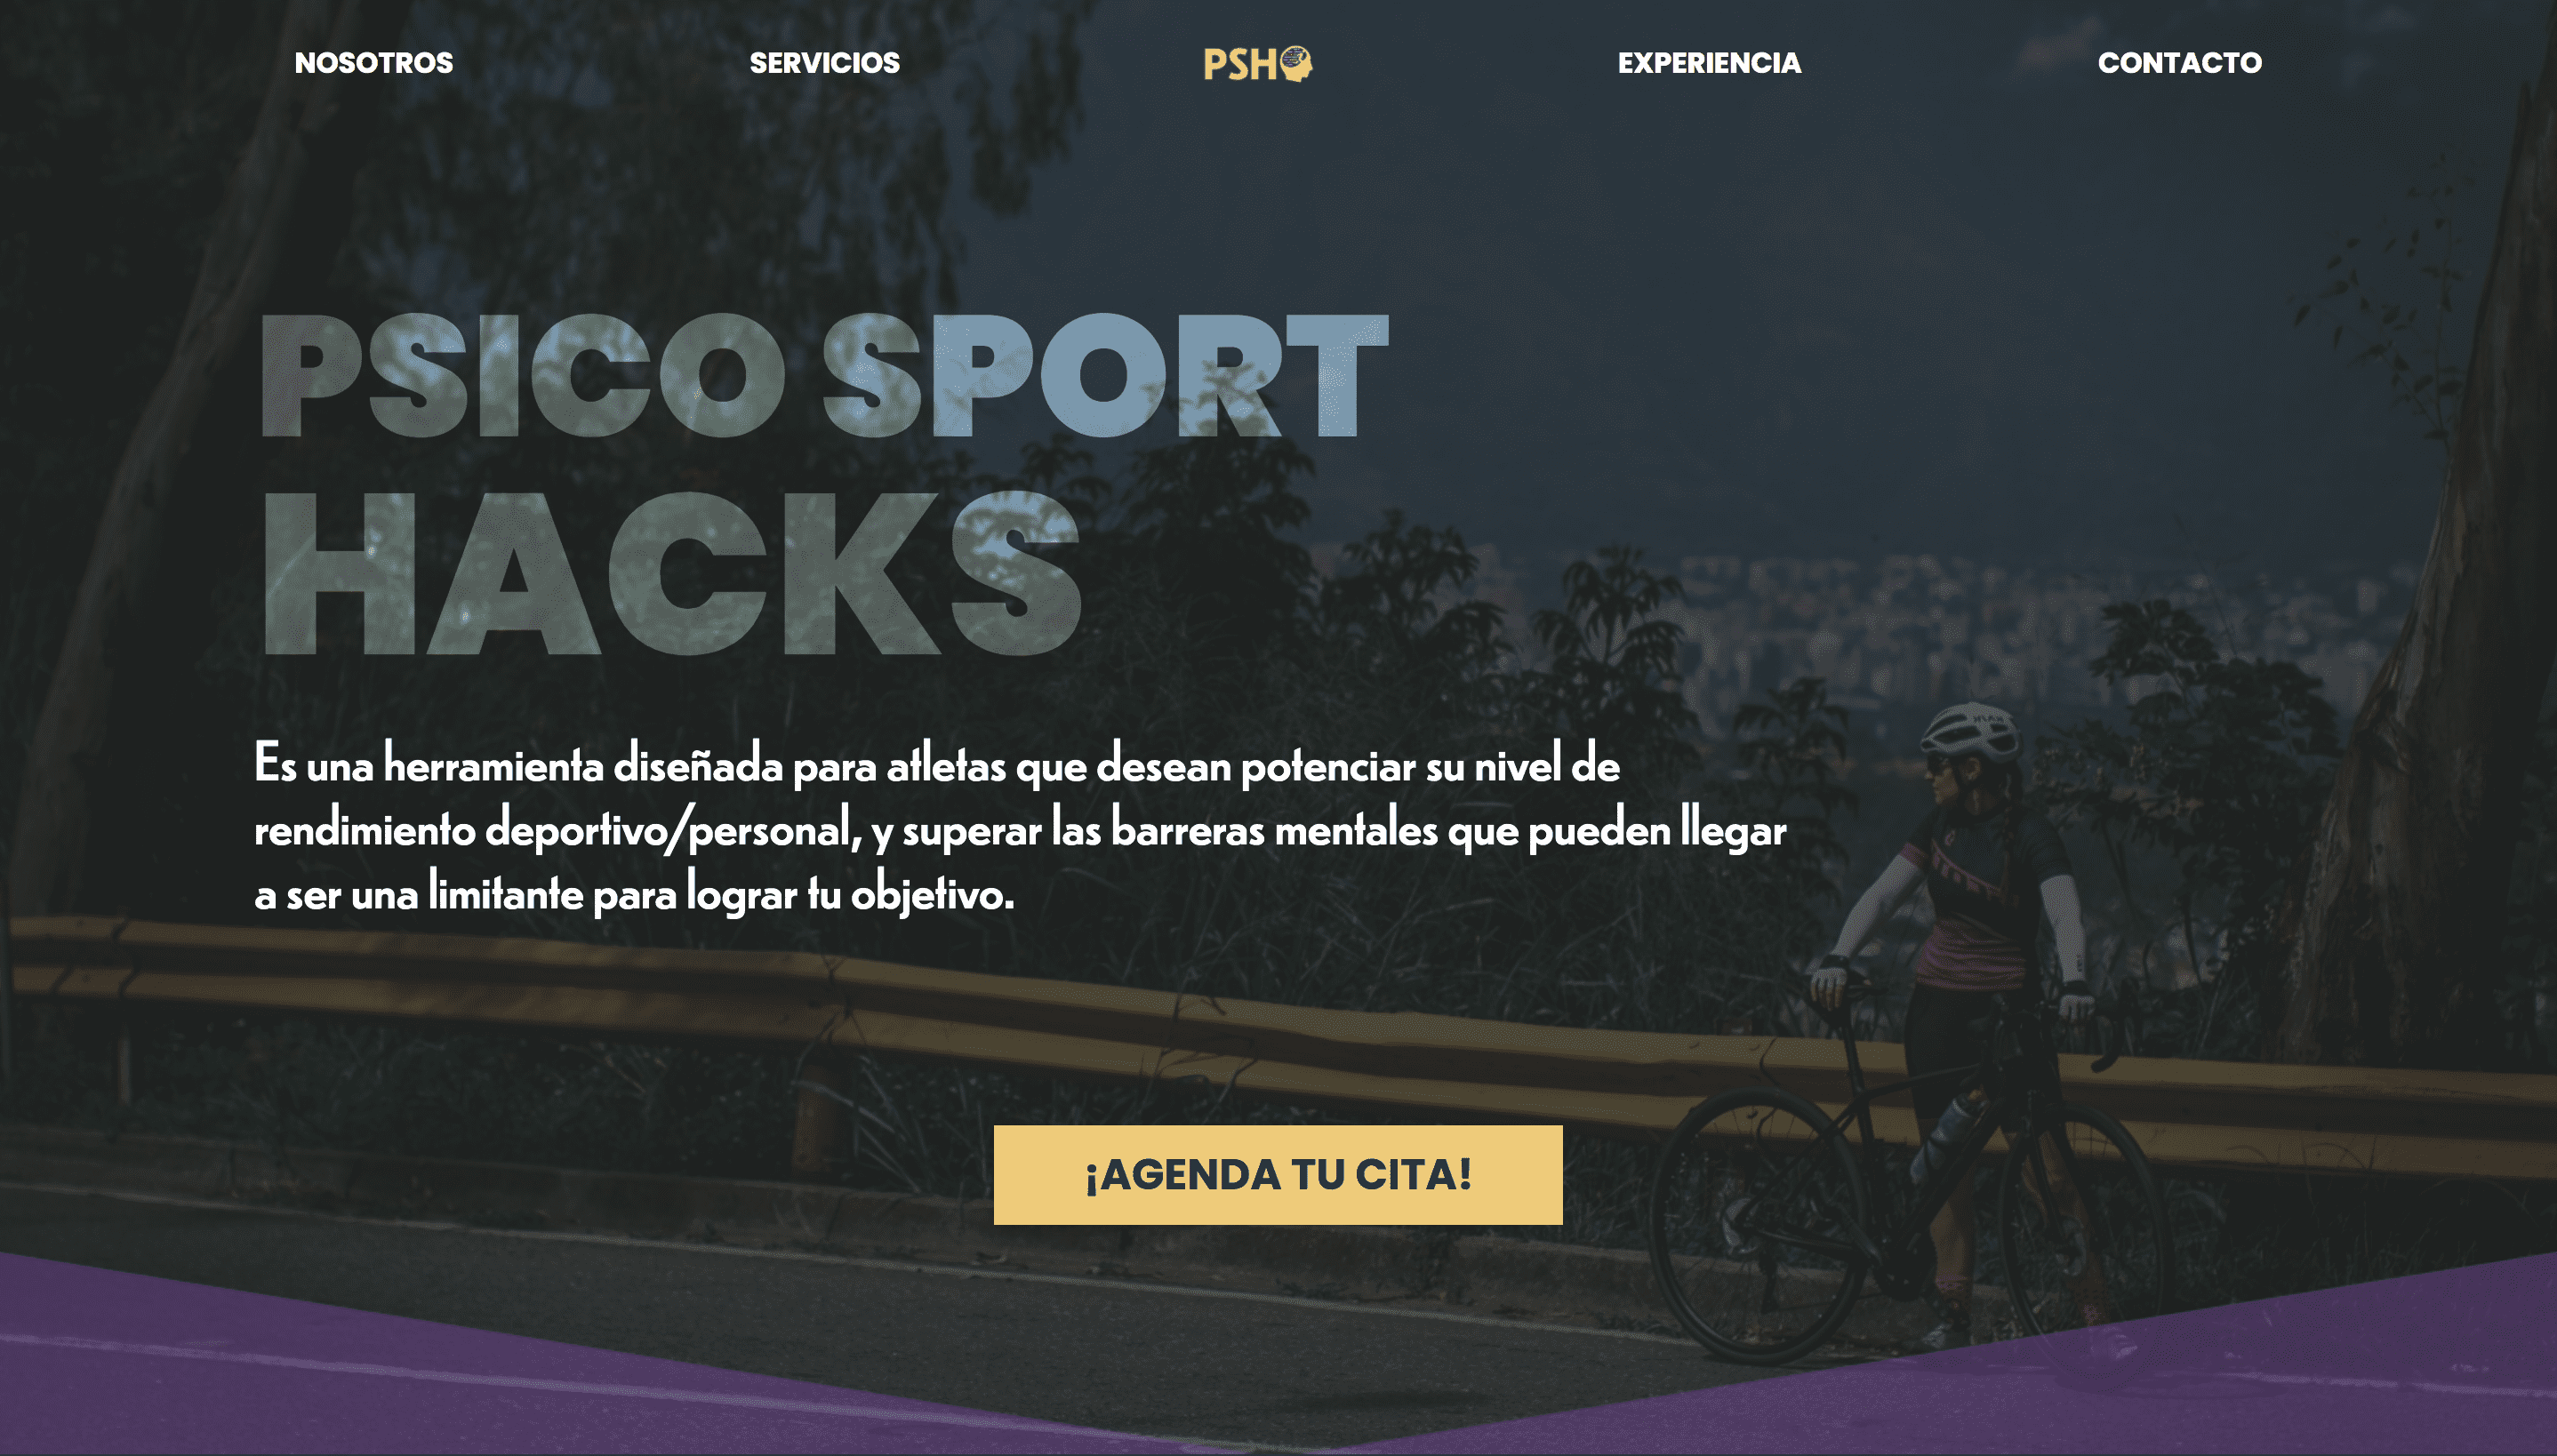 NOSOTROS
SERVICIOS
PSH
EXPERIENCIA
CONTACTO
PSICO SPORT
HACKS
Es una herramienta diseñada para atletas que desean potenciar su nivel de
rendimiento deportivo/personal, y superar las barreras mentales que pueden llegar
a ser una limitante para lograr tu objetivo.
¡AGENDA TU CITA!